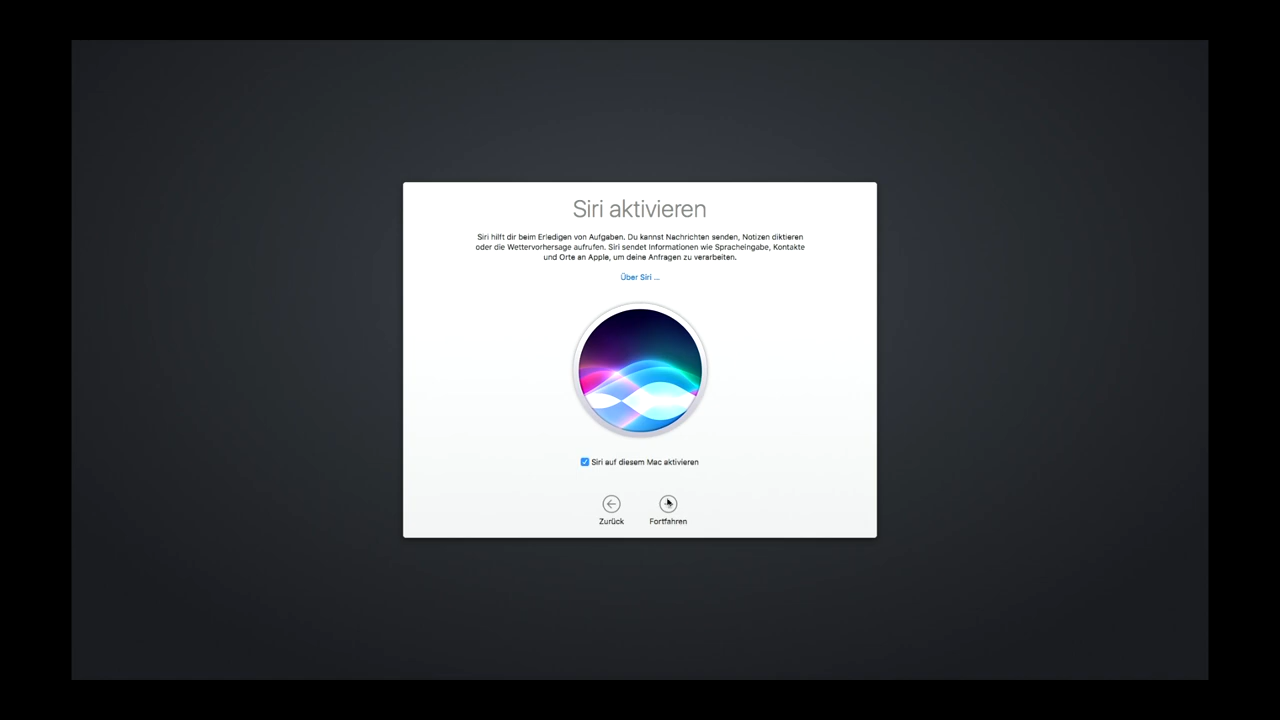 Siri aktivieren
Siri hilft dir beim Erledigen von Aufgaben. Du kannst Nachrichten senden, Notizen diktieren
oder die Wettervorhersage aufrufen. Siri sendet Informationen wie Spracheingabe, Kontakte
und Orte an Apple, um deine Anfragen zu verarbeiten.
Über Siri ...
Siri auf diesem Mac aktivieren
Zurück
Fortfahren